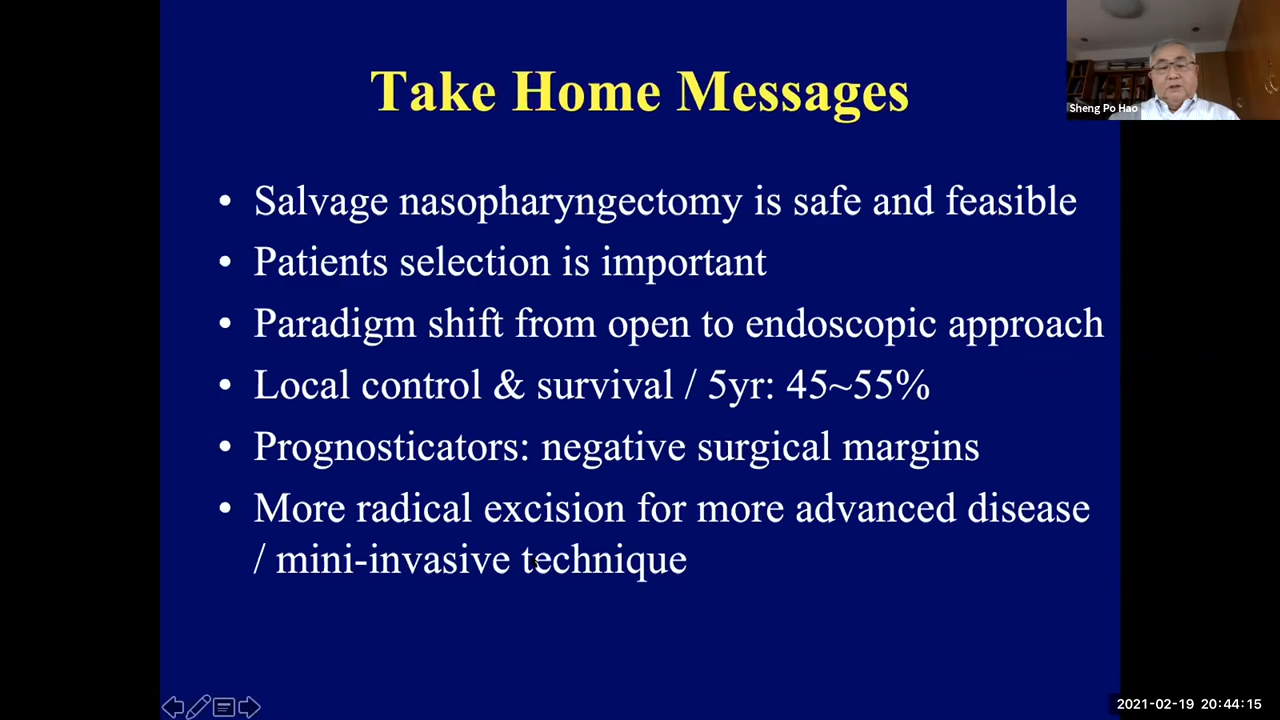 Take Home Messages
Sheng Po Hao
• Salvage nasopharyngectomy is safe and feasible
• Patients selection is important
• Paradigm shift from open to endoscopic approach
• Local control & survival / 5yr: 45~55%
• Prognosticators: negative surgical margins
• More radical excision for more advanced disease
/ mini-invasive technique
2021-02-19 20:44:15